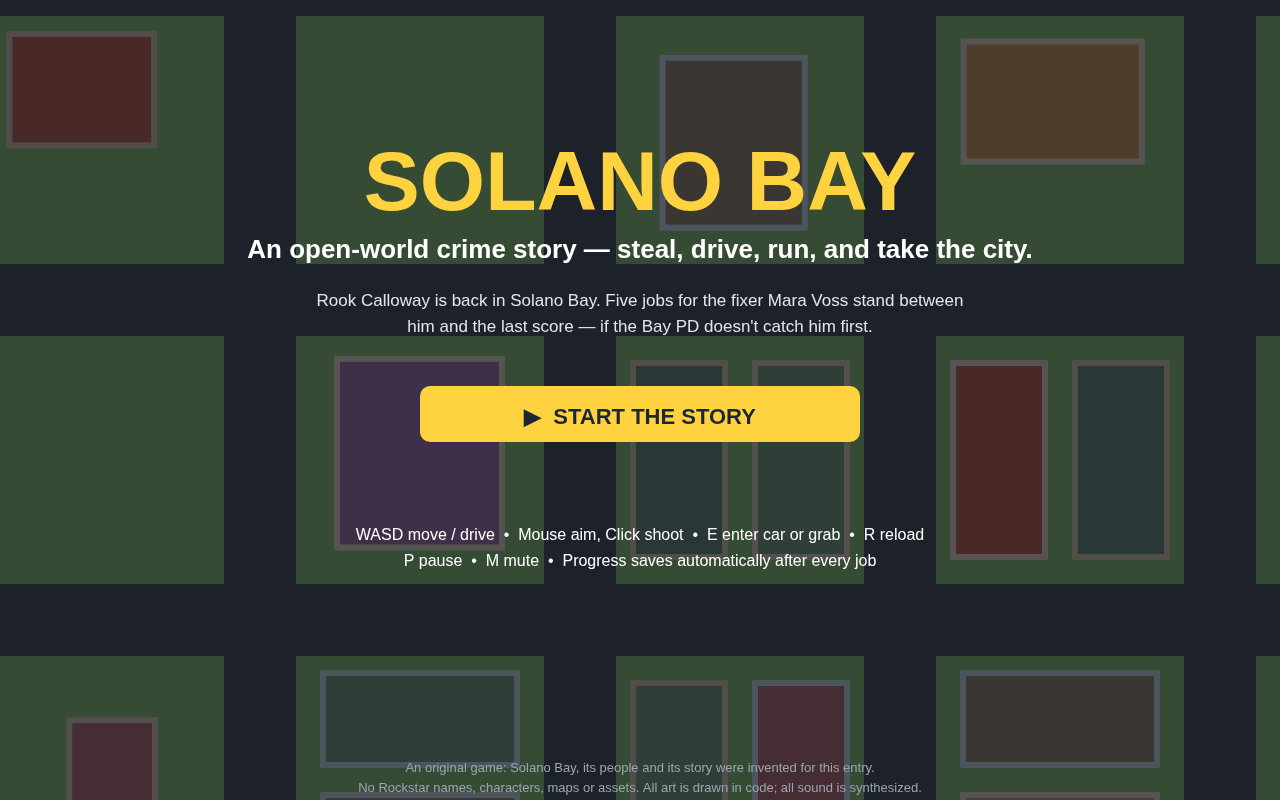 SOLANO BAY
An open-world crime story — steal, drive, run, and take the city.
Rook Calloway is back in Solano Bay. Five jobs for the fixer Mara Voss stand between
him and the last score — if the Bay PD doesn't catch him first.
▶ START THE STORY
WASD move / drive • Mouse aim, Click shoot • E enter car or grab • R reload
P pause • M mute • Progress saves automatically after every job
An original game: Solano Bay, its people and its story were invented for this entry.
No Rockstar names, characters, maps or assets. All art is drawn in code; all sound is synthesized.